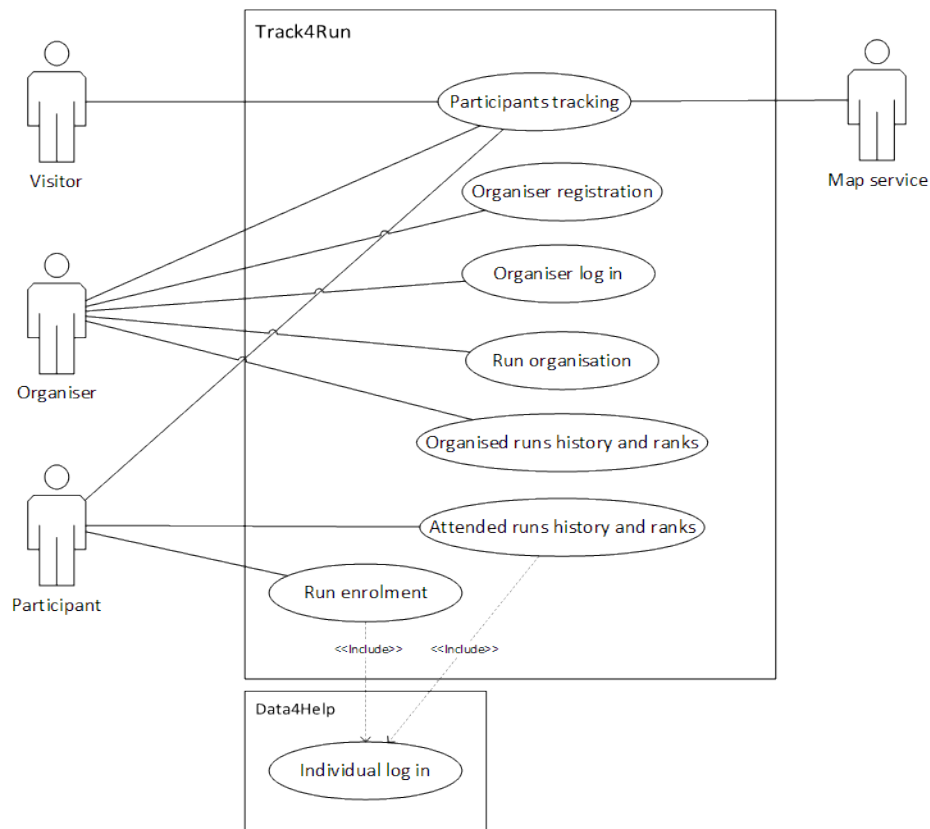 Track4Run
Participants tracking
Visitor
Map service
Organiser registration
Organiser log in
Run organisation
Organiser
Organised runs history and ranks
Attended runs history and ranks
Run enrolment
Participant
<<Include>>
<<Include>>
Data4Help
Individual log in